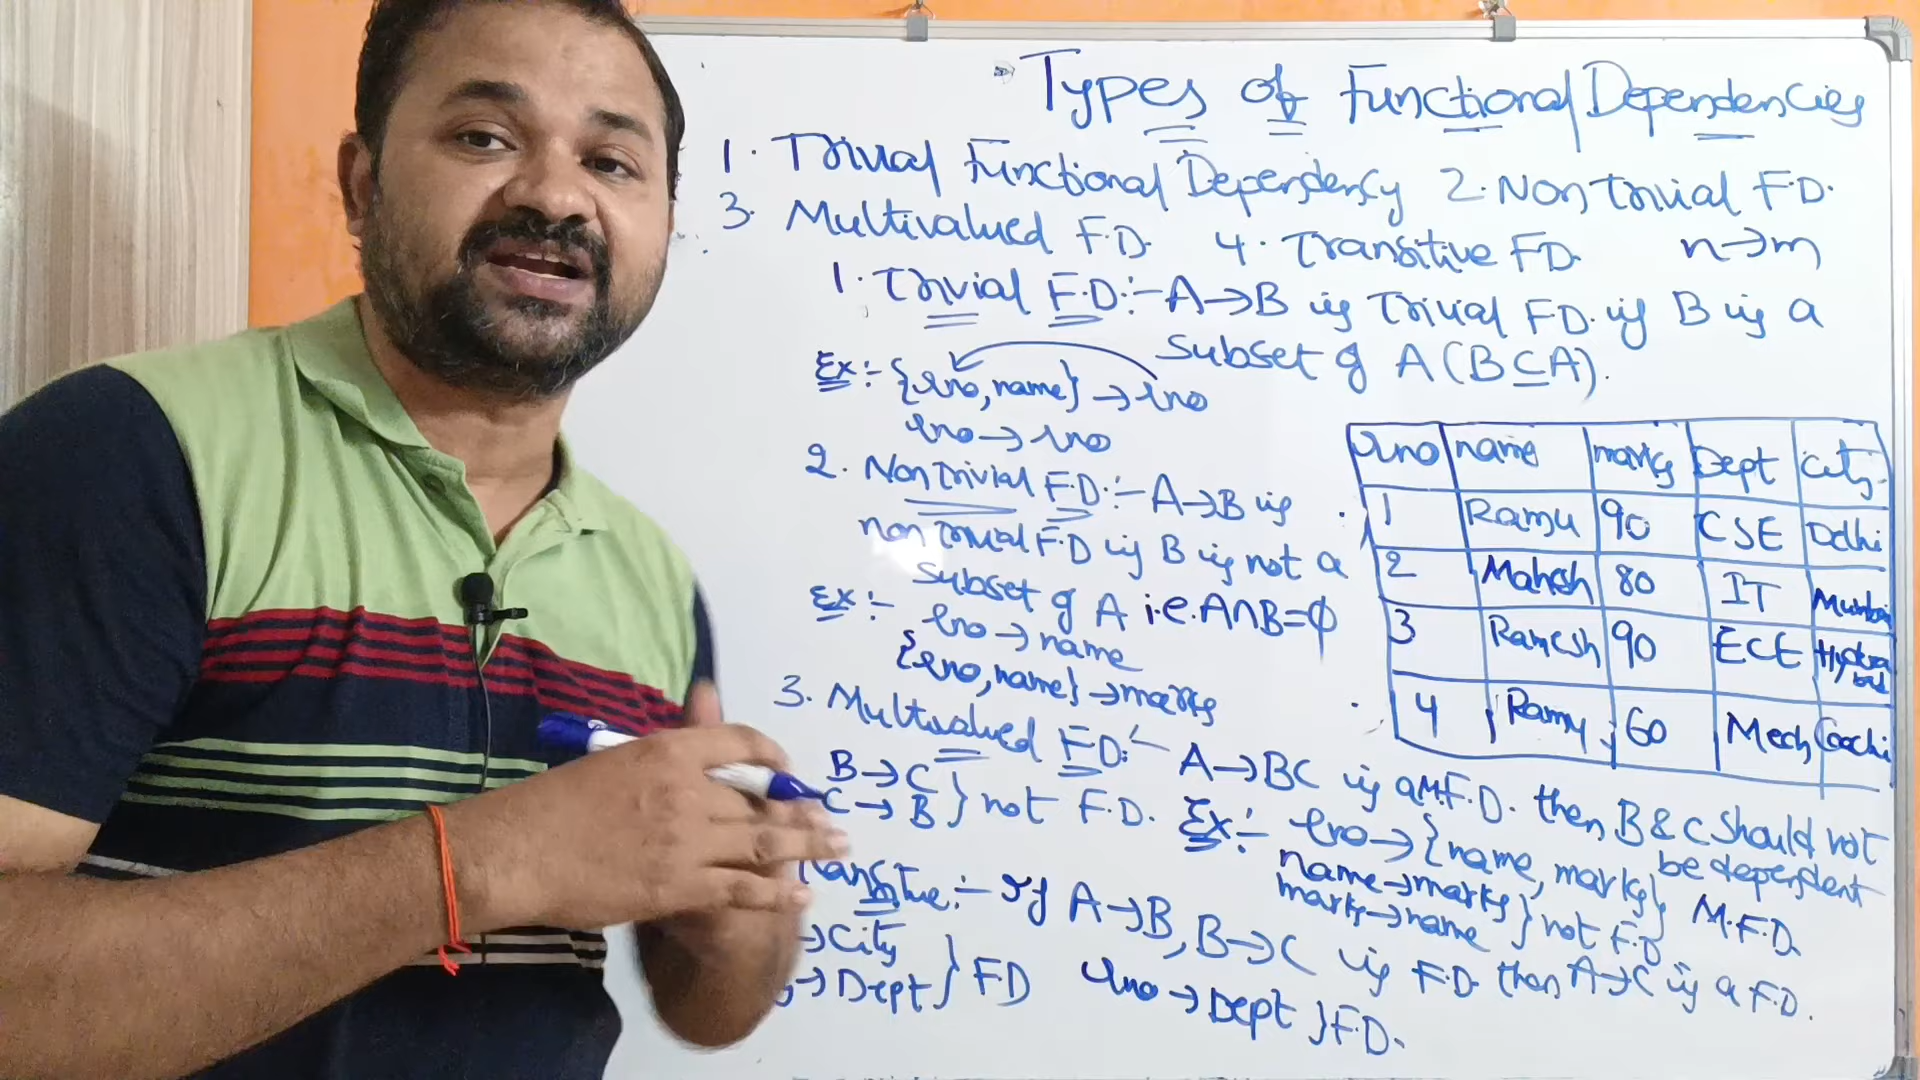 Types of Functional Dependencies
1. Trivial Functional Dependency 2. Non trivial F.D.
3. Multivalued F.D. 4. Transitive FD. n→m
1. Trivial F.D:- A→B is Trivial FD. if B is a
subset of A (B⊆A).
Ex:- {rno, name} → rno
rno → rno
2. Non trivial F.D:- A→B is
non trivial F.D if B is not a
subset of A i.e. A∩B=φ
Ex:- rno → name
{rno, name} → marks
rno name marks Dept city
1 Ramu 90 CSE Delhi
2 Mahesh 80 IT Mumbai
3 Ramesh 90 ECE Hyderabad
4 Ramu 60 Mech Coachi
3. Multivalued F.D:- A→BC is a M.F.D. then B & C should not
be dependent
B→C
C→B } not F.D.
Ex:- rno → {name, marks} M.F.D.
name→marks
marks→name } not F.D
Transitive:- If A→B, B→C is F.D. then A→C is a F.D.
→City
→Dept } FD rno → Dept } F.D.